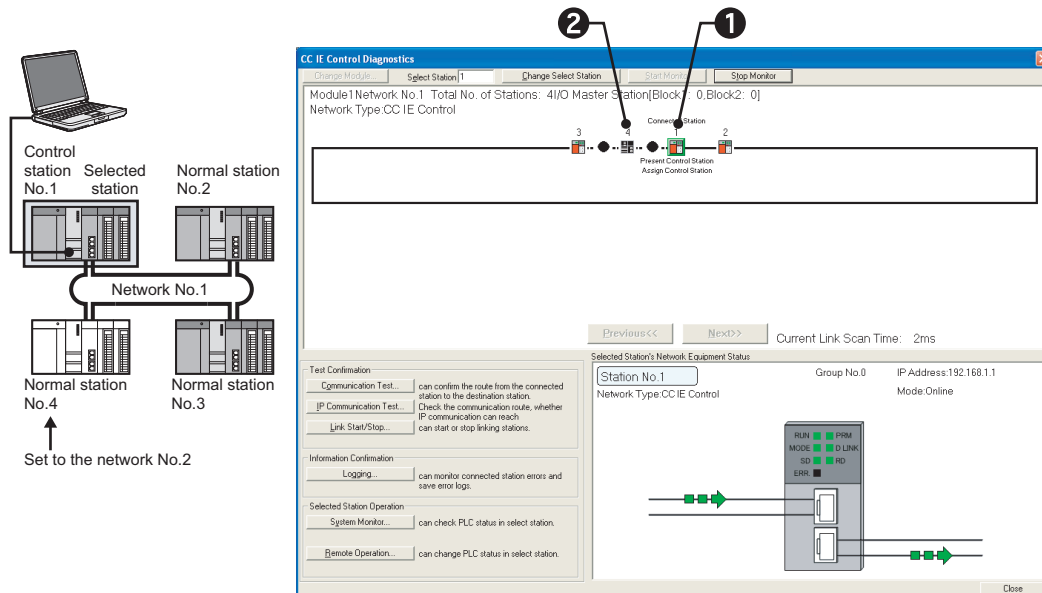 2 1
Control
station
No.1
Selected
station
Normal station
No.2
Network No.1
Normal station
No.4
Normal station
No.3
Set to the network No.2
CC IE Control Diagnostics
Change Module... Select Station 1 Change Select Station Start Monitor Stop Monitor
Module1 Network No.1 Total No. of Stations: 4I/O Master Station[Block1: 0,Block2: 0]
Network Type:CC IE Control
Connected Station
3 4 1 2
Present Control Station
Assign Control Station
Previous<< Next>> Current Link Scan Time: 2ms
Test Confirmation
Communication Test... can confirm the route from the connected
station to the destination station.
IP Communication Test... Check the communication route, whether
IP communication can reach
Link Start/Stop... can start or stop linking stations.
Information Confirmation
Logging... can monitor connected station errors and
save error logs.
Selected Station Operation
System Monitor... can check PLC status in select station.
Remote Operation... can change PLC status in select station.
Selected Station's Network Equipment Status
Station No.1 Group No.0 IP Address:192.168.1.1
Network Type:CC IE Control Mode:Online
RUN PRM
MODE D LINK
SD RD
ERR.
Close